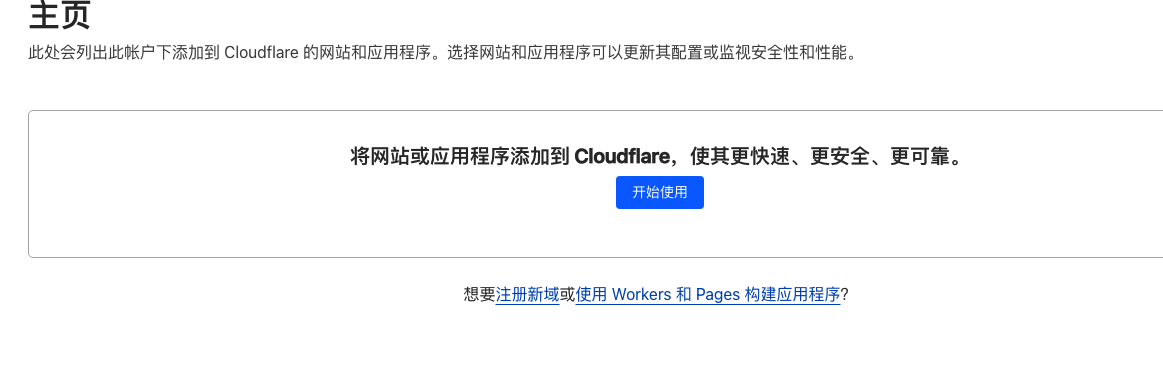 主页
此处会列出此帐户下添加到 Cloudflare 的网站和应用程序。选择网站和应用程序可以更新其配置或监视安全性和性能。
将网站或应用程序添加到 Cloudflare，使其更快速、更安全、更可靠。
开始使用
想要注册新域或使用 Workers 和 Pages 构建应用程序?